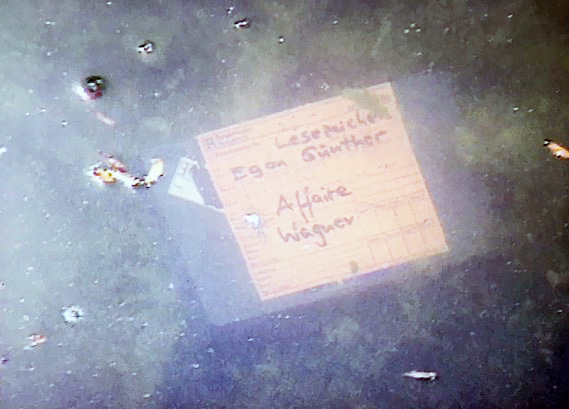 Lesezeichen
Egon Günther
Affaire
Wagner